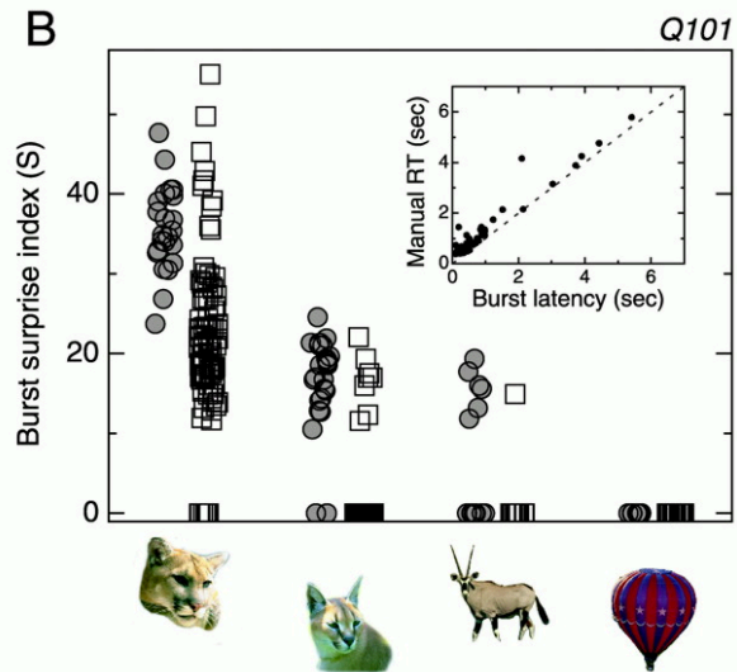 B
Q101
Burst surprise index (S)
40
20
0
Manual RT (sec)
6
4
2
0
0 2 4 6
Burst latency (sec)